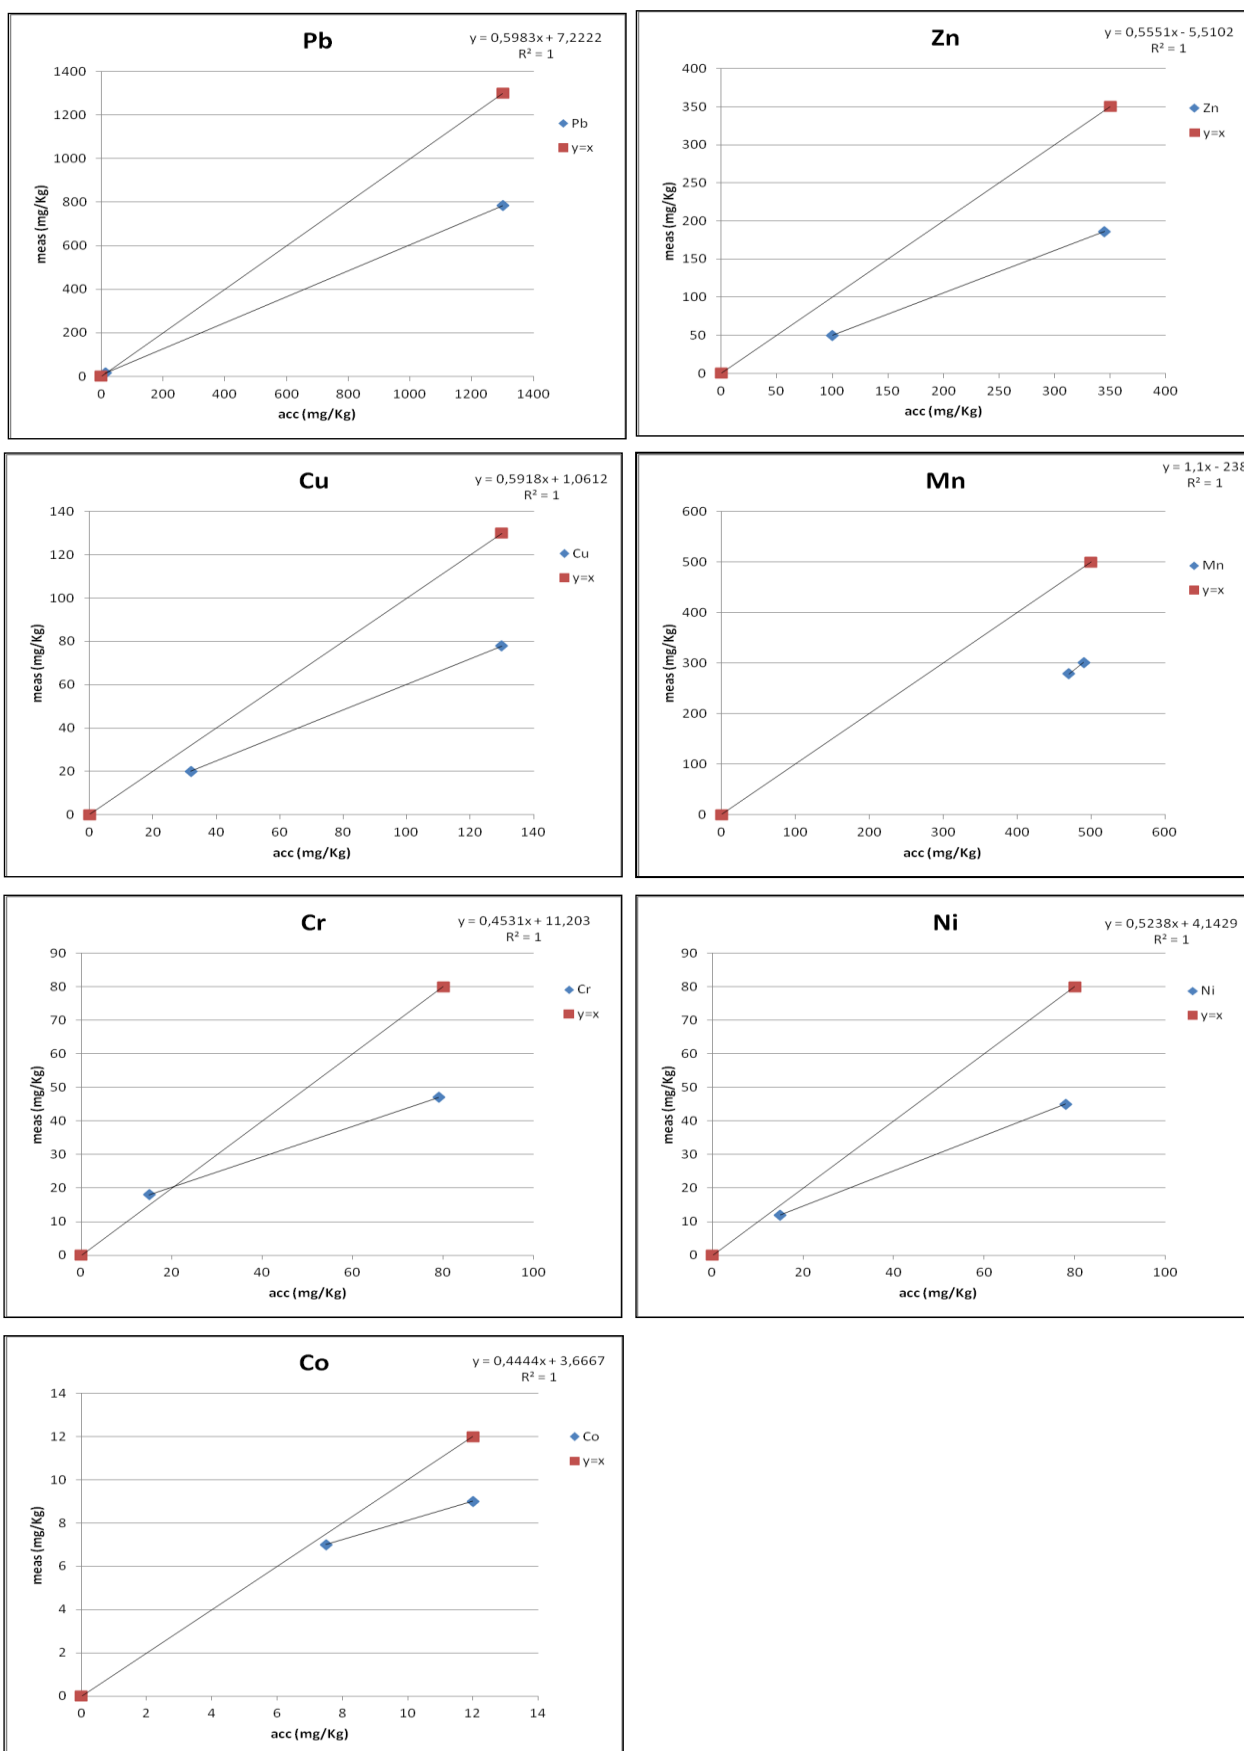 Pb
y = 0,5983x + 7,2222
R² = 1
1400
1200
1000
800
600
400
200
0
meas (mg/Kg)
0 200 400 600 800 1000 1200 1400
acc (mg/Kg)
Pb
y=x
Zn
y = 0,5551x - 5,5102
R² = 1
400
350
300
250
200
150
100
50
0
meas (mg/Kg)
0 50 100 150 200 250 300 350 400
acc (mg/Kg)
Zn
y=x
Cu
y = 0,5918x + 1,0612
R² = 1
140
120
100
80
60
40
20
0
meas (mg/Kg)
0 20 40 60 80 100 120 140
acc (mg/Kg)
Cu
y=x
Mn
y = 1,1x - 238
R² = 1
600
500
400
300
200
100
0
meas (mg/Kg)
0 100 200 300 400 500 600
acc (mg/Kg)
Mn
y=x
Cr
y = 0,4531x + 11,203
R² = 1
90
80
70
60
50
40
30
20
10
0
meas (mg/Kg)
0 20 40 60 80 100
acc (mg/Kg)
Cr
y=x
Ni
y = 0,5238x + 4,1429
R² = 1
90
80
70
60
50
40
30
20
10
0
meas (mg/Kg)
0 20 40 60 80 100
acc (mg/Kg)
Ni
y=x
Co
y = 0,4444x + 3,6667
R² = 1
14
12
10
8
6
4
2
0
meas (mg/Kg)
0 2 4 6 8 10 12 14
acc (mg/Kg)
Co
y=x